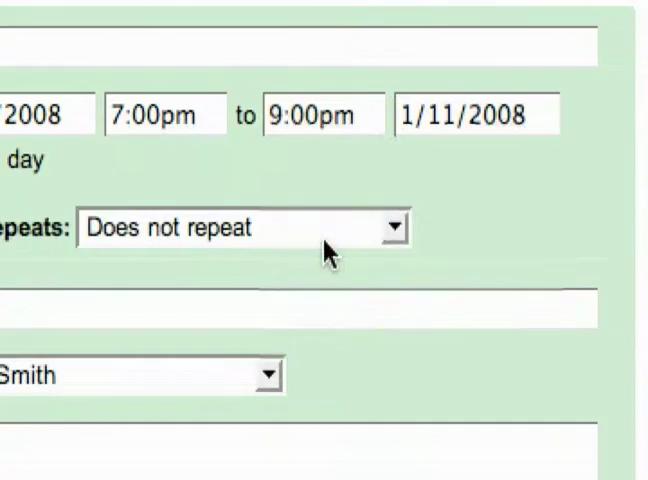 /2008 7:00pm to 9:00pm 1/11/2008
day
epeats: Does not repeat
Smith